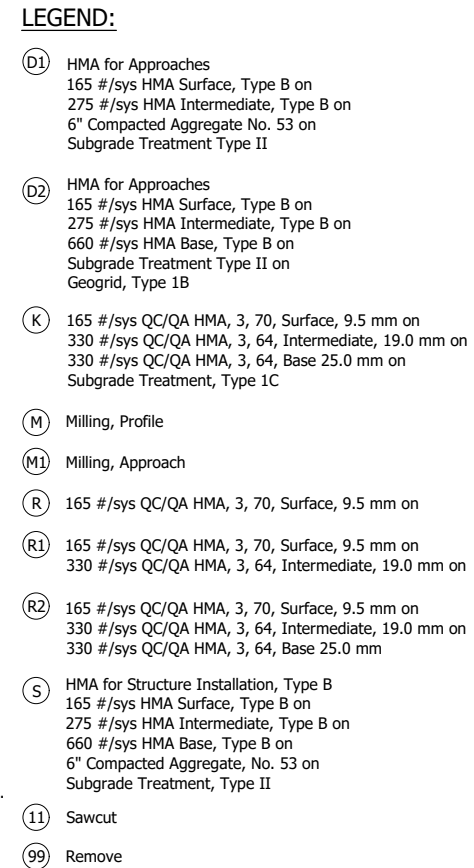 LEGEND:
D1 HMA for Approaches
165 #/sys HMA Surface, Type B on
275 #/sys HMA Intermediate, Type B on
6" Compacted Aggregate No. 53 on
Subgrade Treatment Type II
D2 HMA for Approaches
165 #/sys HMA Surface, Type B on
275 #/sys HMA Intermediate, Type B on
660 #/sys HMA Base, Type B on
Subgrade Treatment Type II on
Geogrid, Type 1B
K 165 #/sys QC/QA HMA, 3, 70, Surface, 9.5 mm on
330 #/sys QC/QA HMA, 3, 64, Intermediate, 19.0 mm on
330 #/sys QC/QA HMA, 3, 64, Base 25.0 mm on
Subgrade Treatment, Type 1C
M Milling, Profile
M1 Milling, Approach
R 165 #/sys QC/QA HMA, 3, 70, Surface, 9.5 mm on
R1 165 #/sys QC/QA HMA, 3, 70, Surface, 9.5 mm on
330 #/sys QC/QA HMA, 3, 64, Intermediate, 19.0 mm on
R2 165 #/sys QC/QA HMA, 3, 70, Surface, 9.5 mm on
330 #/sys QC/QA HMA, 3, 64, Intermediate, 19.0 mm on
330 #/sys QC/QA HMA, 3, 64, Base 25.0 mm
S HMA for Structure Installation, Type B
165 #/sys HMA Surface, Type B on
275 #/sys HMA Intermediate, Type B on
660 #/sys HMA Base, Type B on
6" Compacted Aggregate, No. 53 on
Subgrade Treatment, Type II
11 Sawcut
99 Remove